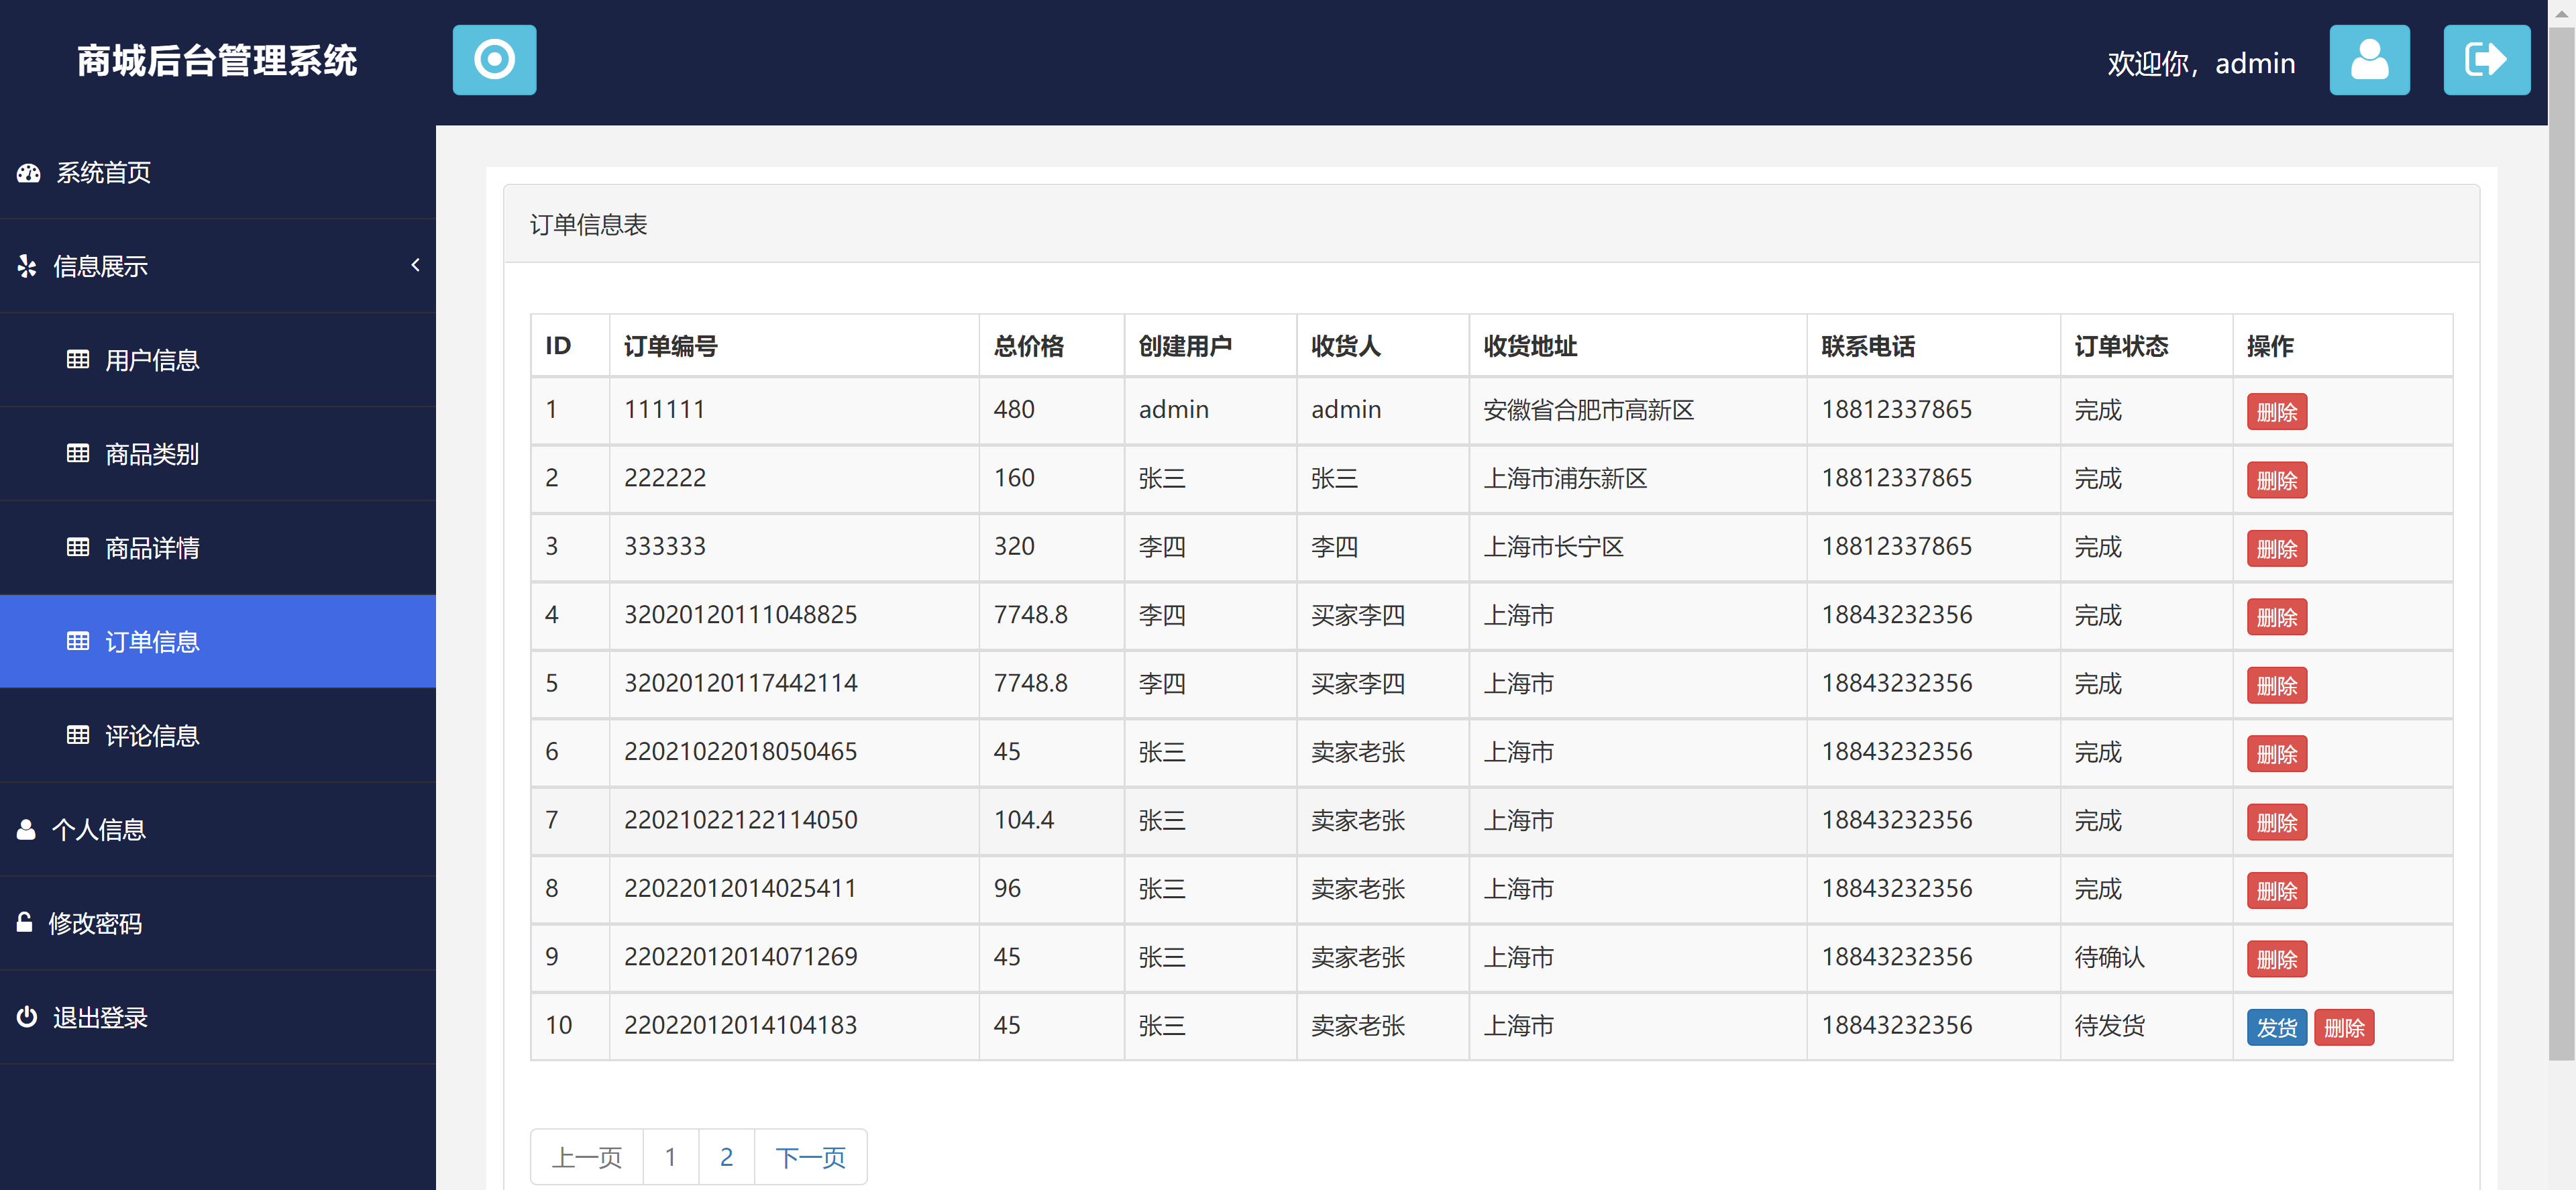 商城后台管理系统
欢迎你，admin
系统首页
信息展示
用户信息
商品类别
商品详情
订单信息
评论信息
个人信息
修改密码
退出登录
订单信息表
ID 订单编号 总价格 创建用户 收货人 收货地址 联系电话 订单状态 操作
1 111111 480 admin admin 安徽省合肥市高新区 18812337865 完成 删除
2 222222 160 张三 张三 上海市浦东新区 18812337865 完成 删除
3 333333 320 李四 李四 上海市长宁区 18812337865 完成 删除
4 32020120111048825 7748.8 李四 买家李四 上海市 18843232356 完成 删除
5 32020120117442114 7748.8 李四 买家李四 上海市 18843232356 完成 删除
6 22021022018050465 45 张三 卖家老张 上海市 18843232356 完成 删除
7 22021022122114050 104.4 张三 卖家老张 上海市 18843232356 完成 删除
8 22022012014025411 96 张三 卖家老张 上海市 18843232356 完成 删除
9 22022012014071269 45 张三 卖家老张 上海市 18843232356 待确认 删除
10 22022012014104183 45 张三 卖家老张 上海市 18843232356 待发货 发货 删除
上一页 1 2 下一页